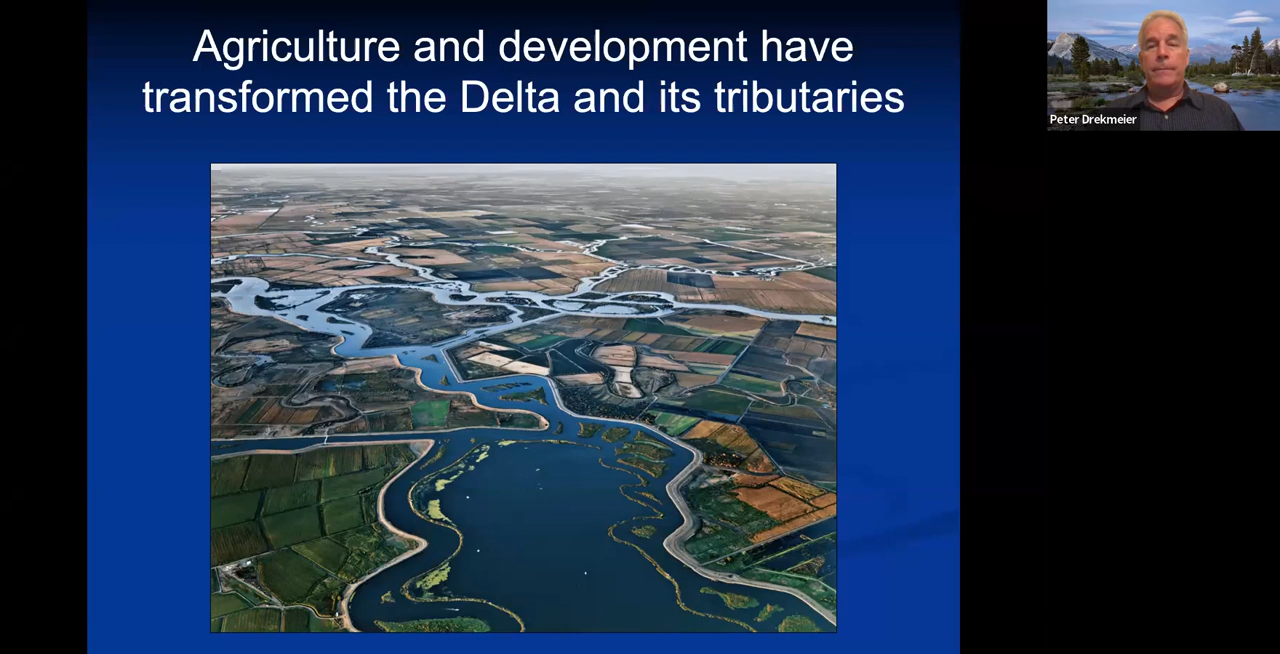 Agriculture and development have
transformed the Delta and its tributaries
Peter Drekmeier